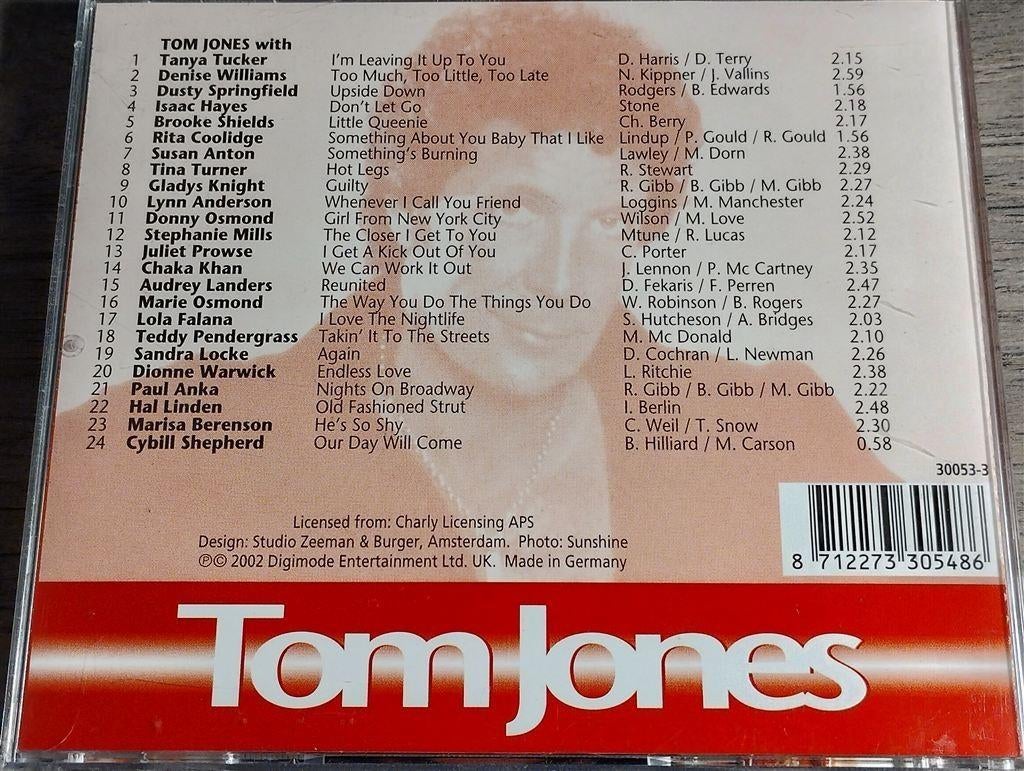 TOM JONES with
1 Tanya Tucker I'm Leaving It Up To You D. Harris / D. Terry 2.15
2 Denise Williams Too Much, Too Little, Too Late N. Kippner / J. Vallins 2.59
3 Dusty Springfield Upside Down Rodgers / B. Edwards 1.56
4 Isaac Hayes Don't Let Go Stone 2.18
5 Brooke Shields Little Queenie Ch. Berry 2.17
6 Rita Coolidge Something About You Baby That I Like Lindup / P. Gould / R. Gould 1.56
7 Susan Anton Something's Burning Lawley / M. Dorn 2.38
8 Tina Turner Hot Legs R. Stewart 2.29
9 Gladys Knight Guilty R. Gibb / B. Gibb / M. Gibb 2.27
10 Lynn Anderson Whenever I Call You Friend Loggins / M. Manchester 2.24
11 Donny Osmond Girl From New York City Wilson / M. Love 2.52
12 Stephanie Mills The Closer I Get To You Mtune / R. Lucas 2.12
13 Juliet Prowse I Get A Kick Out Of You C. Porter 2.17
14 Chaka Khan We Can Work It Out J. Lennon / P. Mc Cartney 2.35
15 Audrey Landers Reunited D. Fekaris / F. Perren 2.47
16 Marie Osmond The Way You Do The Things You Do W. Robinson / B. Rogers 2.27
17 Lola Falana I Love The Nightlife S. Hutcheson / A. Bridges 2.03
18 Teddy Pendergrass Takin' It To The Streets M. Mc Donald 2.10
19 Sandra Locke Again D. Cochran / L. Newman 2.26
20 Dionne Warwick Endless Love L. Ritchie 2.38
21 Paul Anka Nights On Broadway R. Gibb / B. Gibb / M. Gibb 2.22
22 Hal Linden Old Fashioned Strut I. Berlin 2.48
23 Marisa Berenson He's So Shy C. Weil / T. Snow 2.30
24 Cybill Shepherd Our Day Will Come B. Hilliard / M. Carson 0.58
30053-3
Licensed from: Charly Licensing APS
Design: Studio Zeeman & Burger, Amsterdam. Photo: Sunshine
℗© 2002 Digimode Entertainment Ltd. UK. Made in Germany
8 712273 305486
Tom Jones